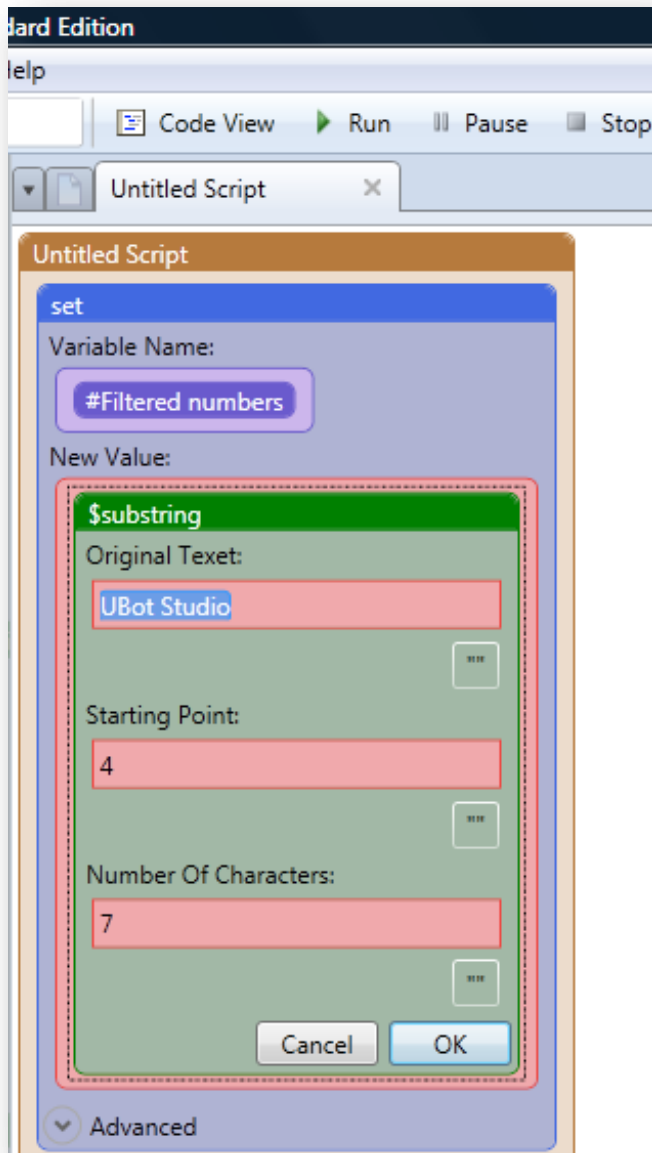 dard Edition
Help
Code View Run Pause Stop
Untitled Script
Untitled Script
set
Variable Name:
#Filtered numbers
New Value:
$substring
Original Texet:
UBot Studio
""
Starting Point:
4
""
Number Of Characters:
7
""
Cancel OK
Advanced